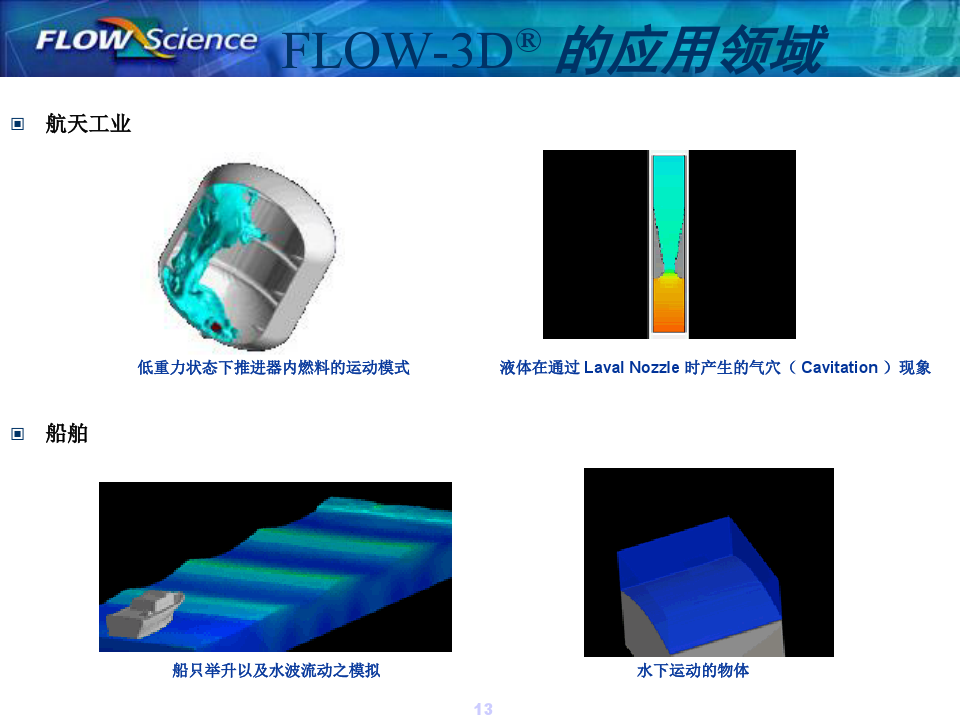 FLOW Science
FLOW-3D® 的应用领域
航天工业
低重力状态下推进器内燃料的运动模式
液体在通过 Laval Nozzle 时产生的气穴（ Cavitation ）现象
船舶
船只举升以及水波流动之模拟
水下运动的物体
13